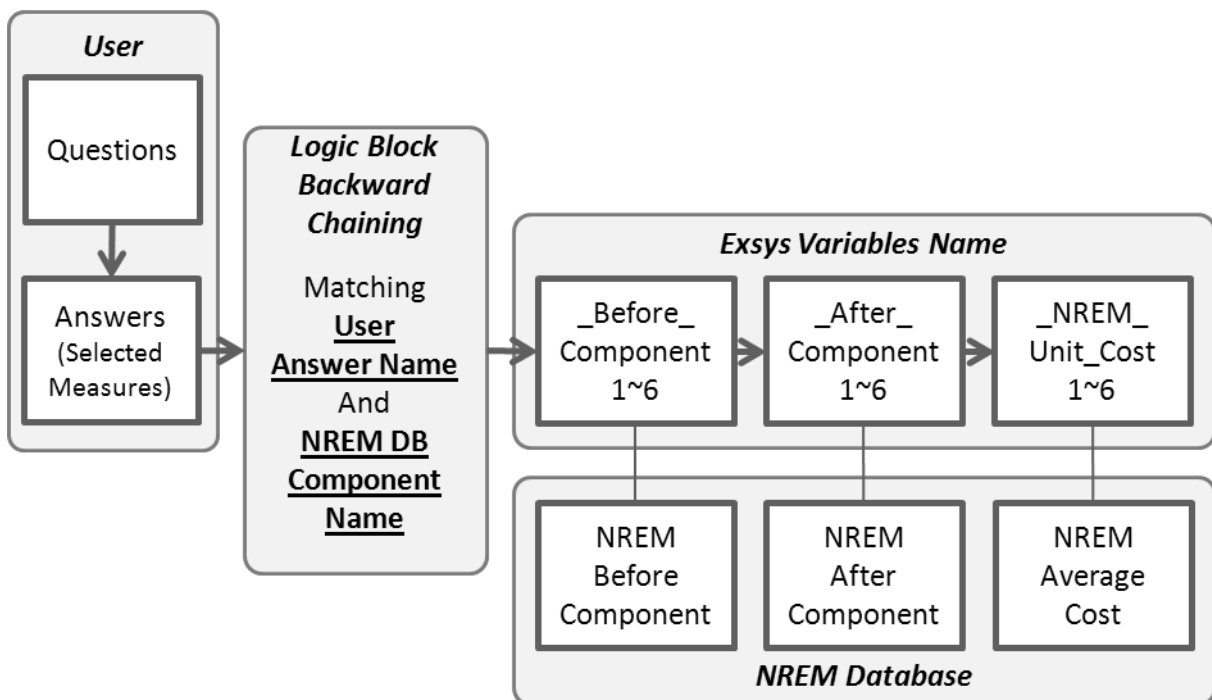 User
Questions
Answers
(Selected
Measures)
Logic Block
Backward
Chaining
Matching
User
Answer Name
And
NREM DB
Component
Name
Exsys Variables Name
_Before_
Component
1~6
_After_
Component
1~6
_NREM_
Unit_Cost
1~6
NREM
Before
Component
NREM
After
Component
NREM
Average
Cost
NREM Database